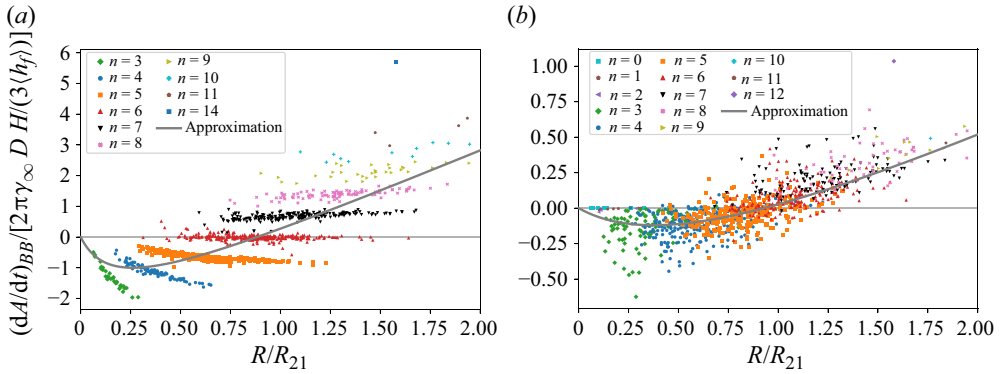 (a)
(dA/dt)_BB/[2πγ∞ D H/(3⟨h_f⟩)]
6
5
4
3
2
1
0
−1
−2
n = 3
n = 4
n = 5
n = 6
n = 7
n = 8
n = 9
n = 10
n = 11
n = 14
Approximation
0 0.25 0.50 0.75 1.00 1.25 1.50 1.75 2.00
R/R21
(b)
1.00
0.75
0.50
0.25
0.00
−0.25
−0.50
n = 0
n = 1
n = 2
n = 3
n = 4
n = 5
n = 6
n = 7
n = 8
n = 9
n = 10
n = 11
n = 12
Approximation
0 0.25 0.50 0.75 1.00 1.25 1.50 1.75 2.00
R/R21